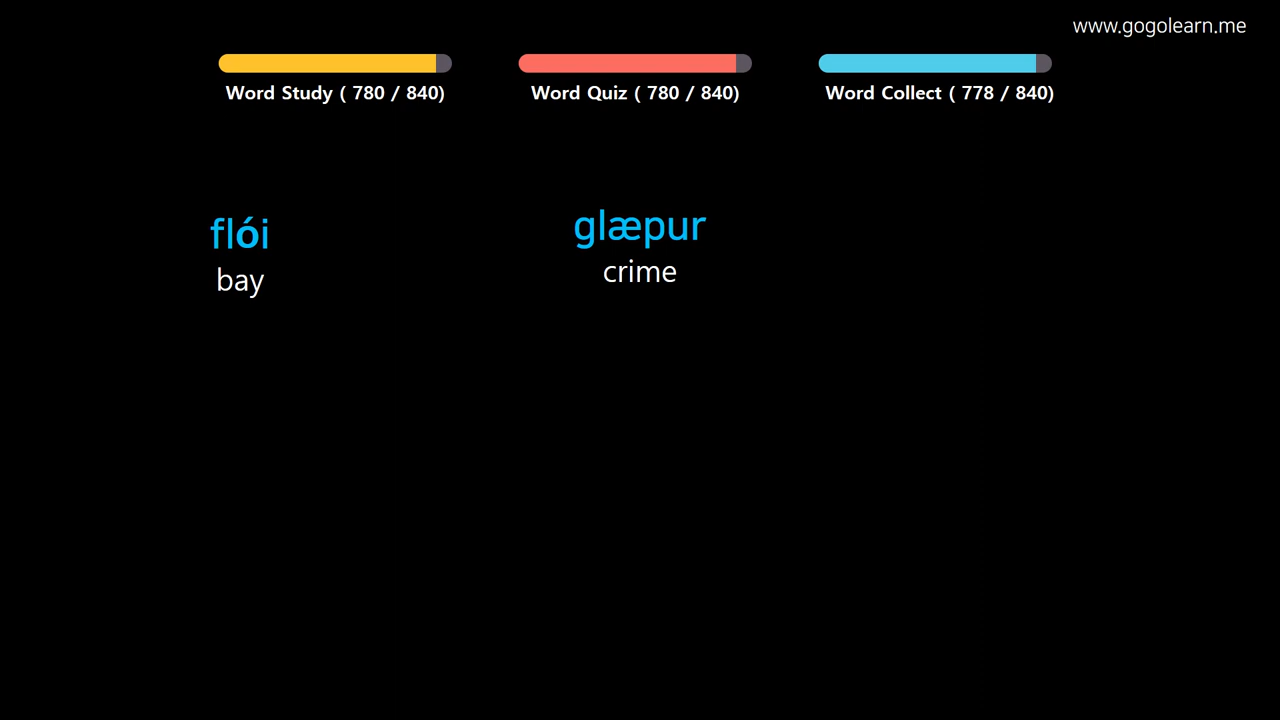 www.gogolearn.me
Word Study ( 780 / 840)
Word Quiz ( 780 / 840)
Word Collect ( 778 / 840)
flói
bay
glæpur
crime